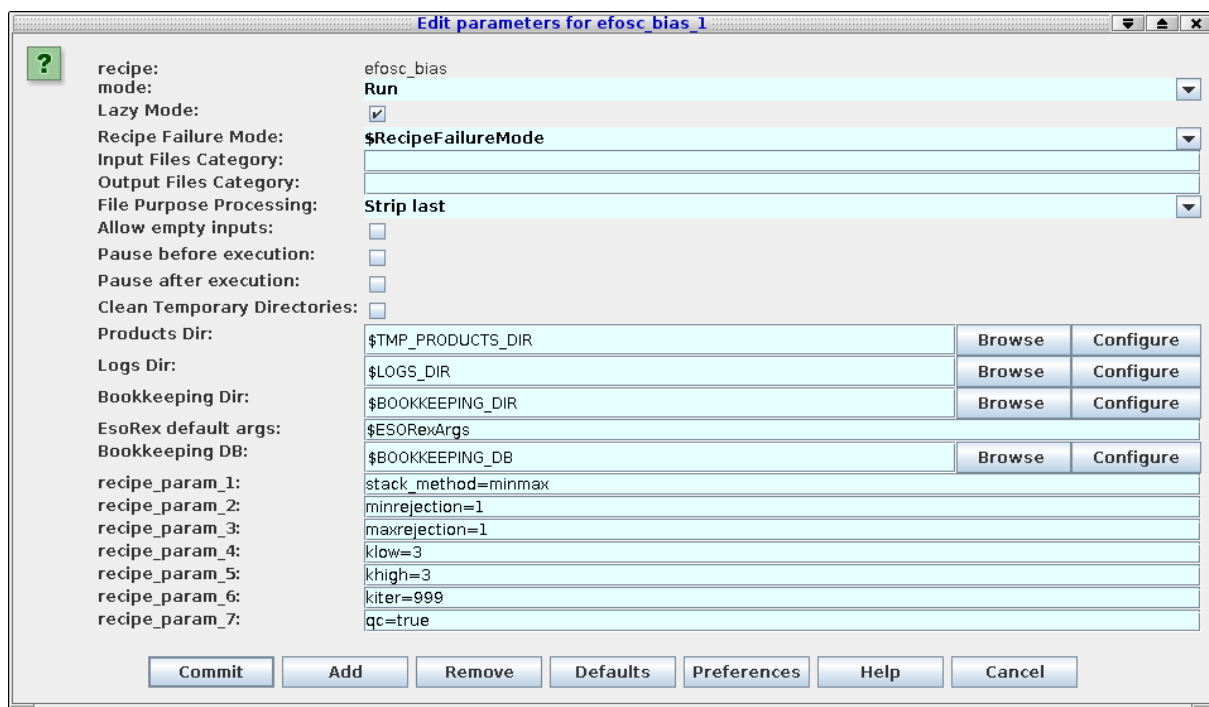 Edit parameters for efosc_bias_1
?
recipe: efosc_bias
mode: Run
Lazy Mode:
Recipe Failure Mode: $RecipeFailureMode
Input Files Category:
Output Files Category:
File Purpose Processing: Strip last
Allow empty inputs:
Pause before execution:
Pause after execution:
Clean Temporary Directories:
Products Dir: $TMP_PRODUCTS_DIR Browse Configure
Logs Dir: $LOGS_DIR Browse Configure
Bookkeeping Dir: $BOOKKEEPING_DIR Browse Configure
EsoRex default args: $ESORexArgs
Bookkeeping DB: $BOOKKEEPING_DB Browse Configure
recipe_param_1: stack_method=minmax
recipe_param_2: minrejection=1
recipe_param_3: maxrejection=1
recipe_param_4: klow=3
recipe_param_5: khigh=3
recipe_param_6: kiter=999
recipe_param_7: qc=true
Commit Add Remove Defaults Preferences Help Cancel